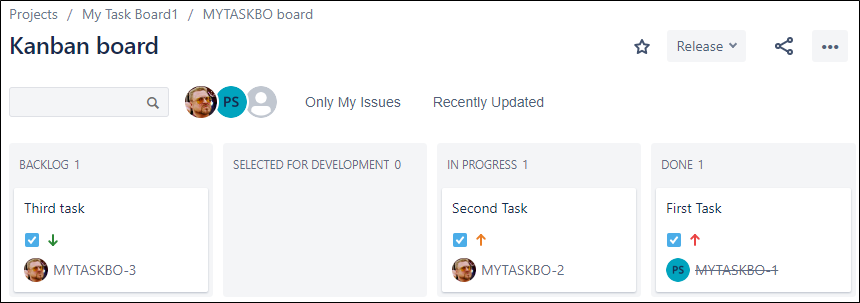 Projects / My Task Board1 / MYTASKBO board
Kanban board
Release
PS
Only My Issues
Recently Updated
BACKLOG 1
SELECTED FOR DEVELOPMENT 0
IN PROGRESS 1
DONE 1
Third task
MYTASKBO-3
Second Task
MYTASKBO-2
First Task
PS
MYTASKBO-1